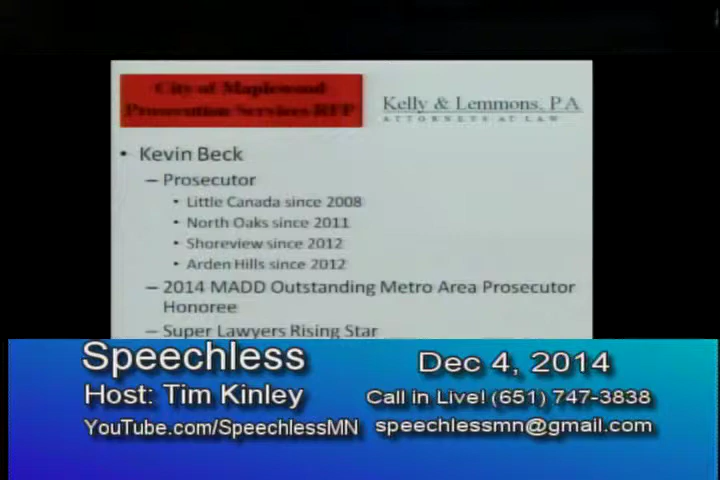 City of Maplewood
Prosecution Services RFP
Kelly & Lemmons, P.A
ATTORNEYS AT LAW
• Kevin Beck
– Prosecutor
• Little Canada since 2008
• North Oaks since 2011
• Shoreview since 2012
• Arden Hills since 2012
– 2014 MADD Outstanding Metro Area Prosecutor
Honoree
– Super Lawyers Rising Star
Speechless
Host: Tim Kinley
YouTube.com/SpeechlessMN
Dec 4, 2014
Call in Live! (651) 747-3838
speechlessmn@gmail.com